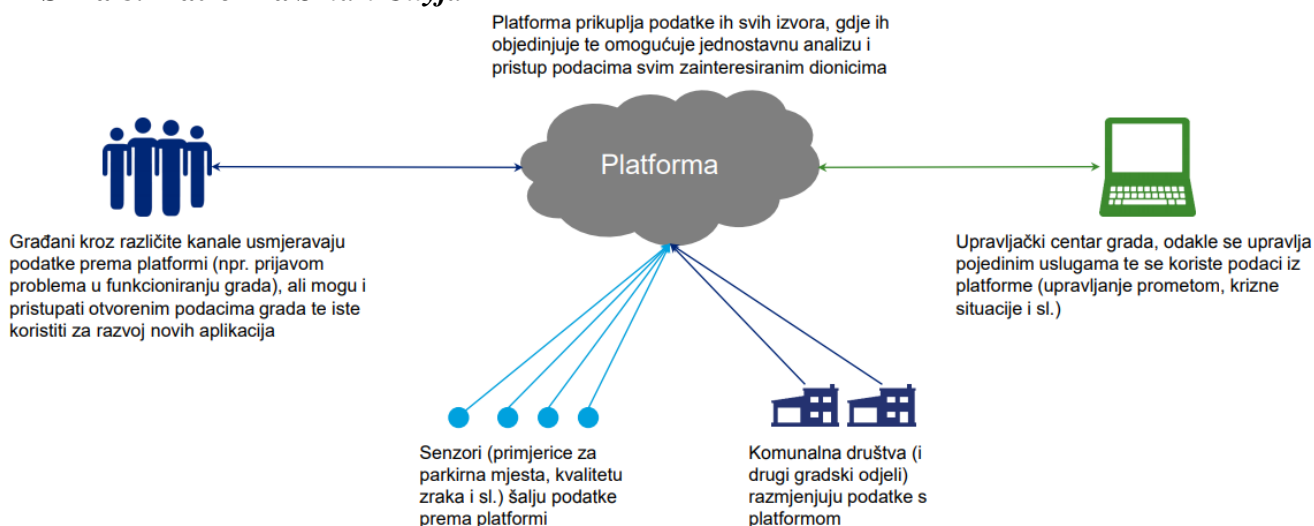 Platforma prikuplja podatke ih svih izvora, gdje ih
objedinjuje te omogućuje jednostavnu analizu i
pristup podacima svim zainteresiranim dionicima
Platforma
Građani kroz različite kanale usmjeravaju
podatke prema platformi (npr. prijavom
problema u funkcioniranju grada), ali mogu i
pristupati otvorenim podacima grada te iste
koristiti za razvoj novih aplikacija
Upravljački centar grada, odakle se upravlja
pojedinim uslugama te se koriste podaci iz
platforme (upravljanje prometom, krizne
situacije i sl.)
Senzori (primjerice za
parkirna mjesta, kvalitetu
zraka i sl.) šalju podatke
prema platformi
Komunalna društva (i
drugi gradski odjeli)
razmjenjuju podatke s
platformom